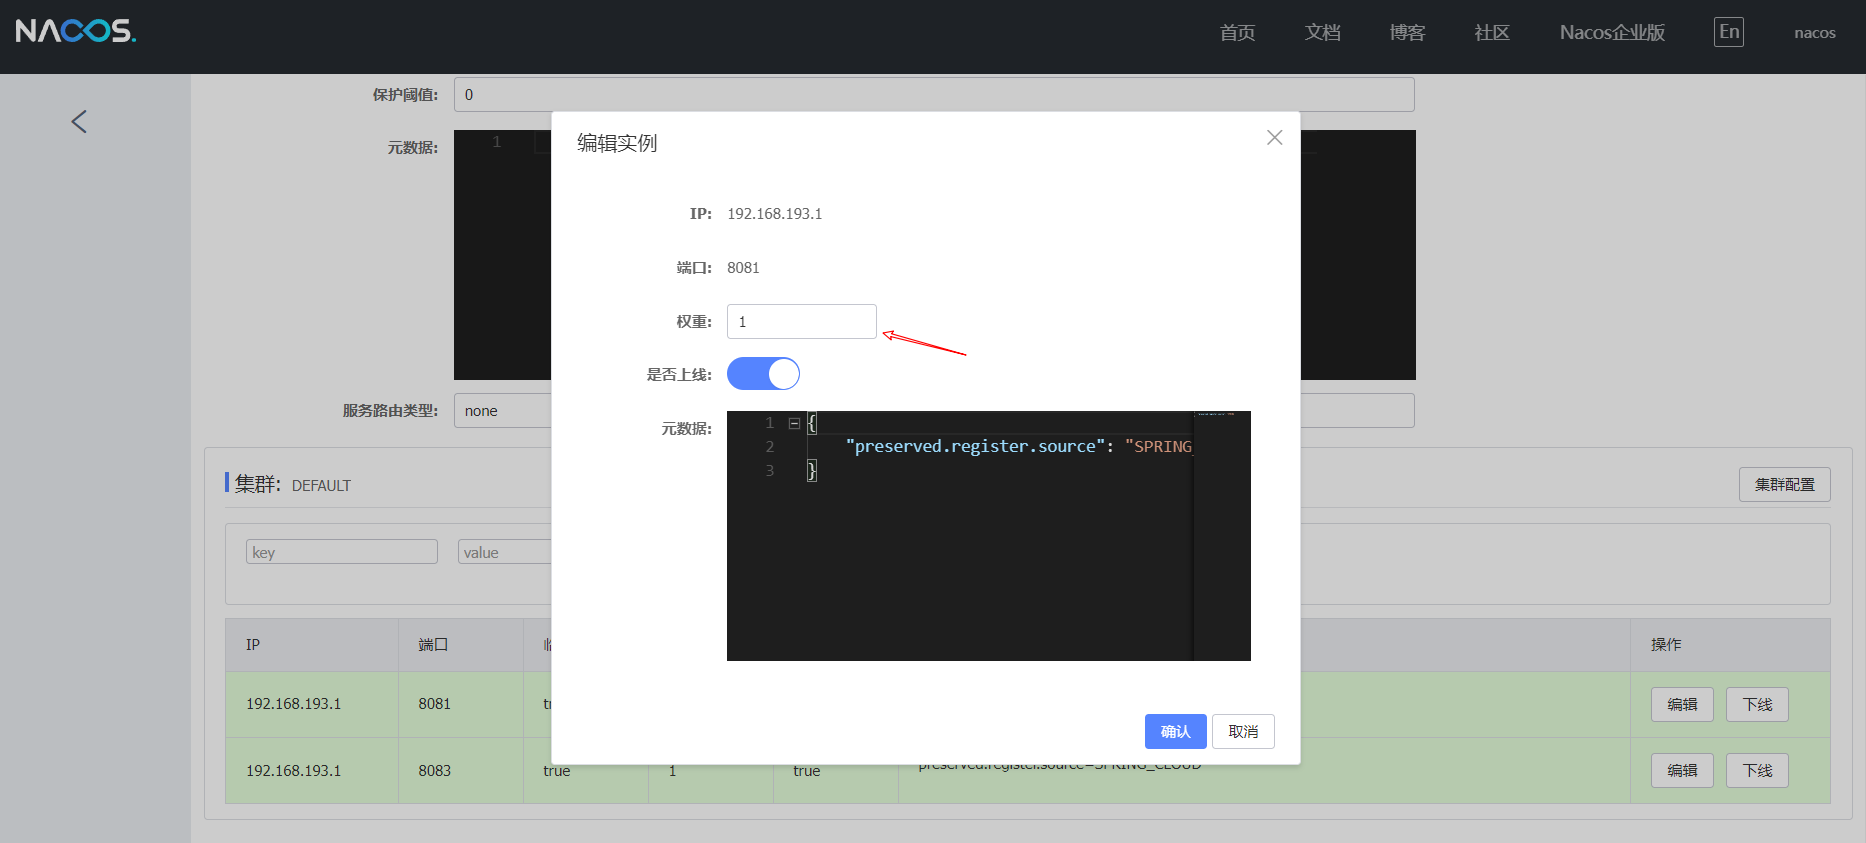 NACOS.
首页 文档 博客 社区 Nacos企业版 En nacos
保护阈值: 0
元数据: 1
服务路由类型: none
编辑实例
IP: 192.168.193.1
端口: 8081
权重: 1
是否上线:
元数据:
1 {
2 "preserved.register.source": "SPRING_
3 }
确认 取消
集群: DEFAULT 集群配置
key value
IP 端口 操作
192.168.193.1 8081 编辑 下线
192.168.193.1 8083 true 1 true preserved.register.source=SPRING_CLOUD 编辑 下线